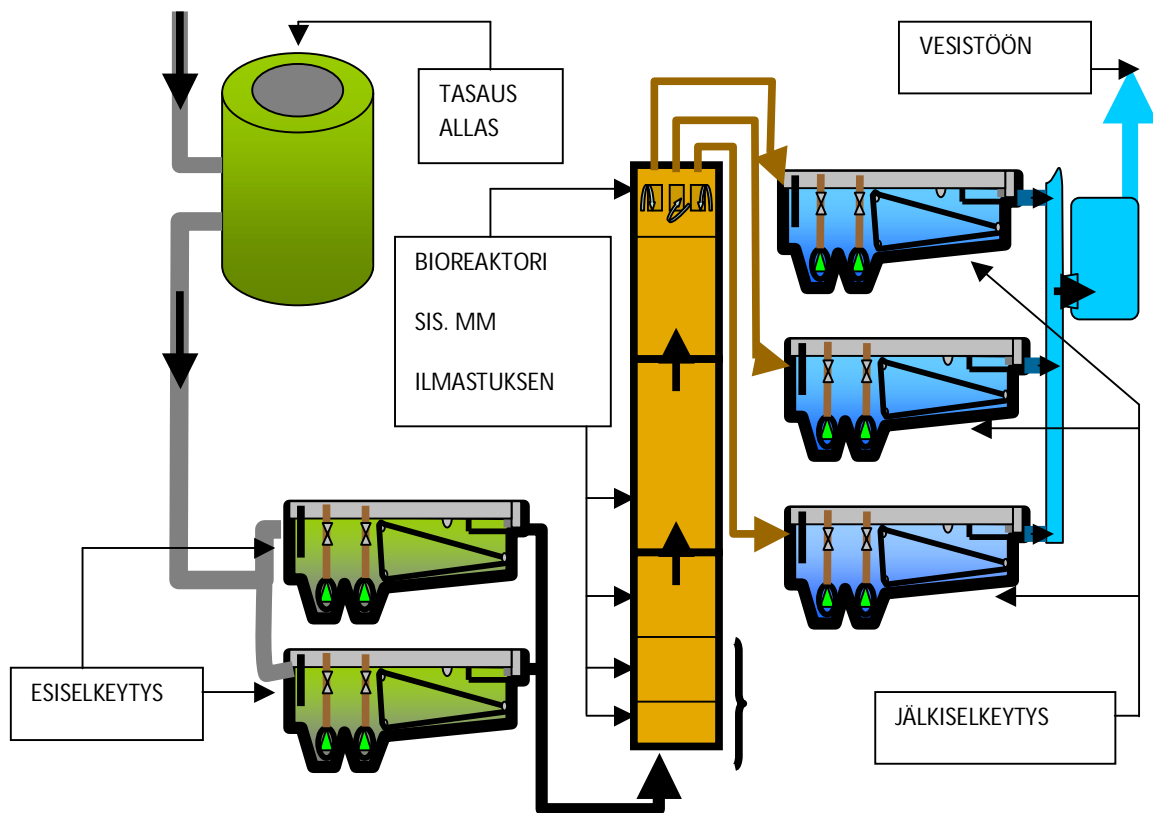 TASAUS
ALLAS
VESISTÖÖN
BIOREAKTORI
SIS. MM
ILMASTUKSEN
ESISELKEYTYS
JÄLKISELKEYTYS